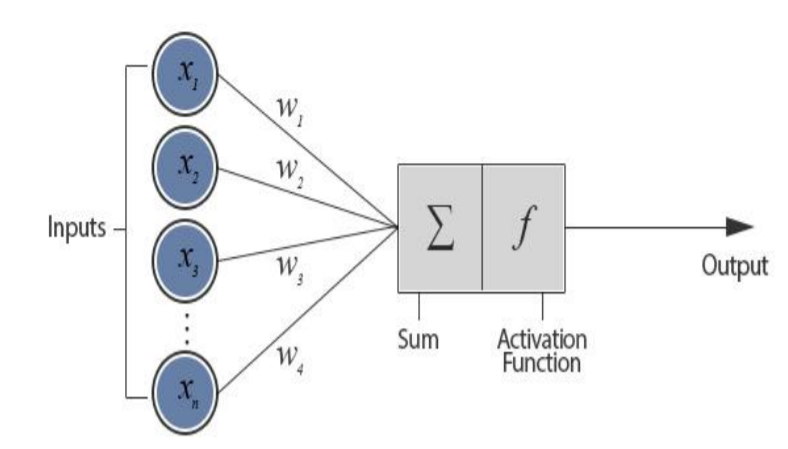 x₁
w₁
x₂
w₂
Inputs
x₃
w₃
∑
f
Output
Sum
Activation
Function
w₄
xₙ